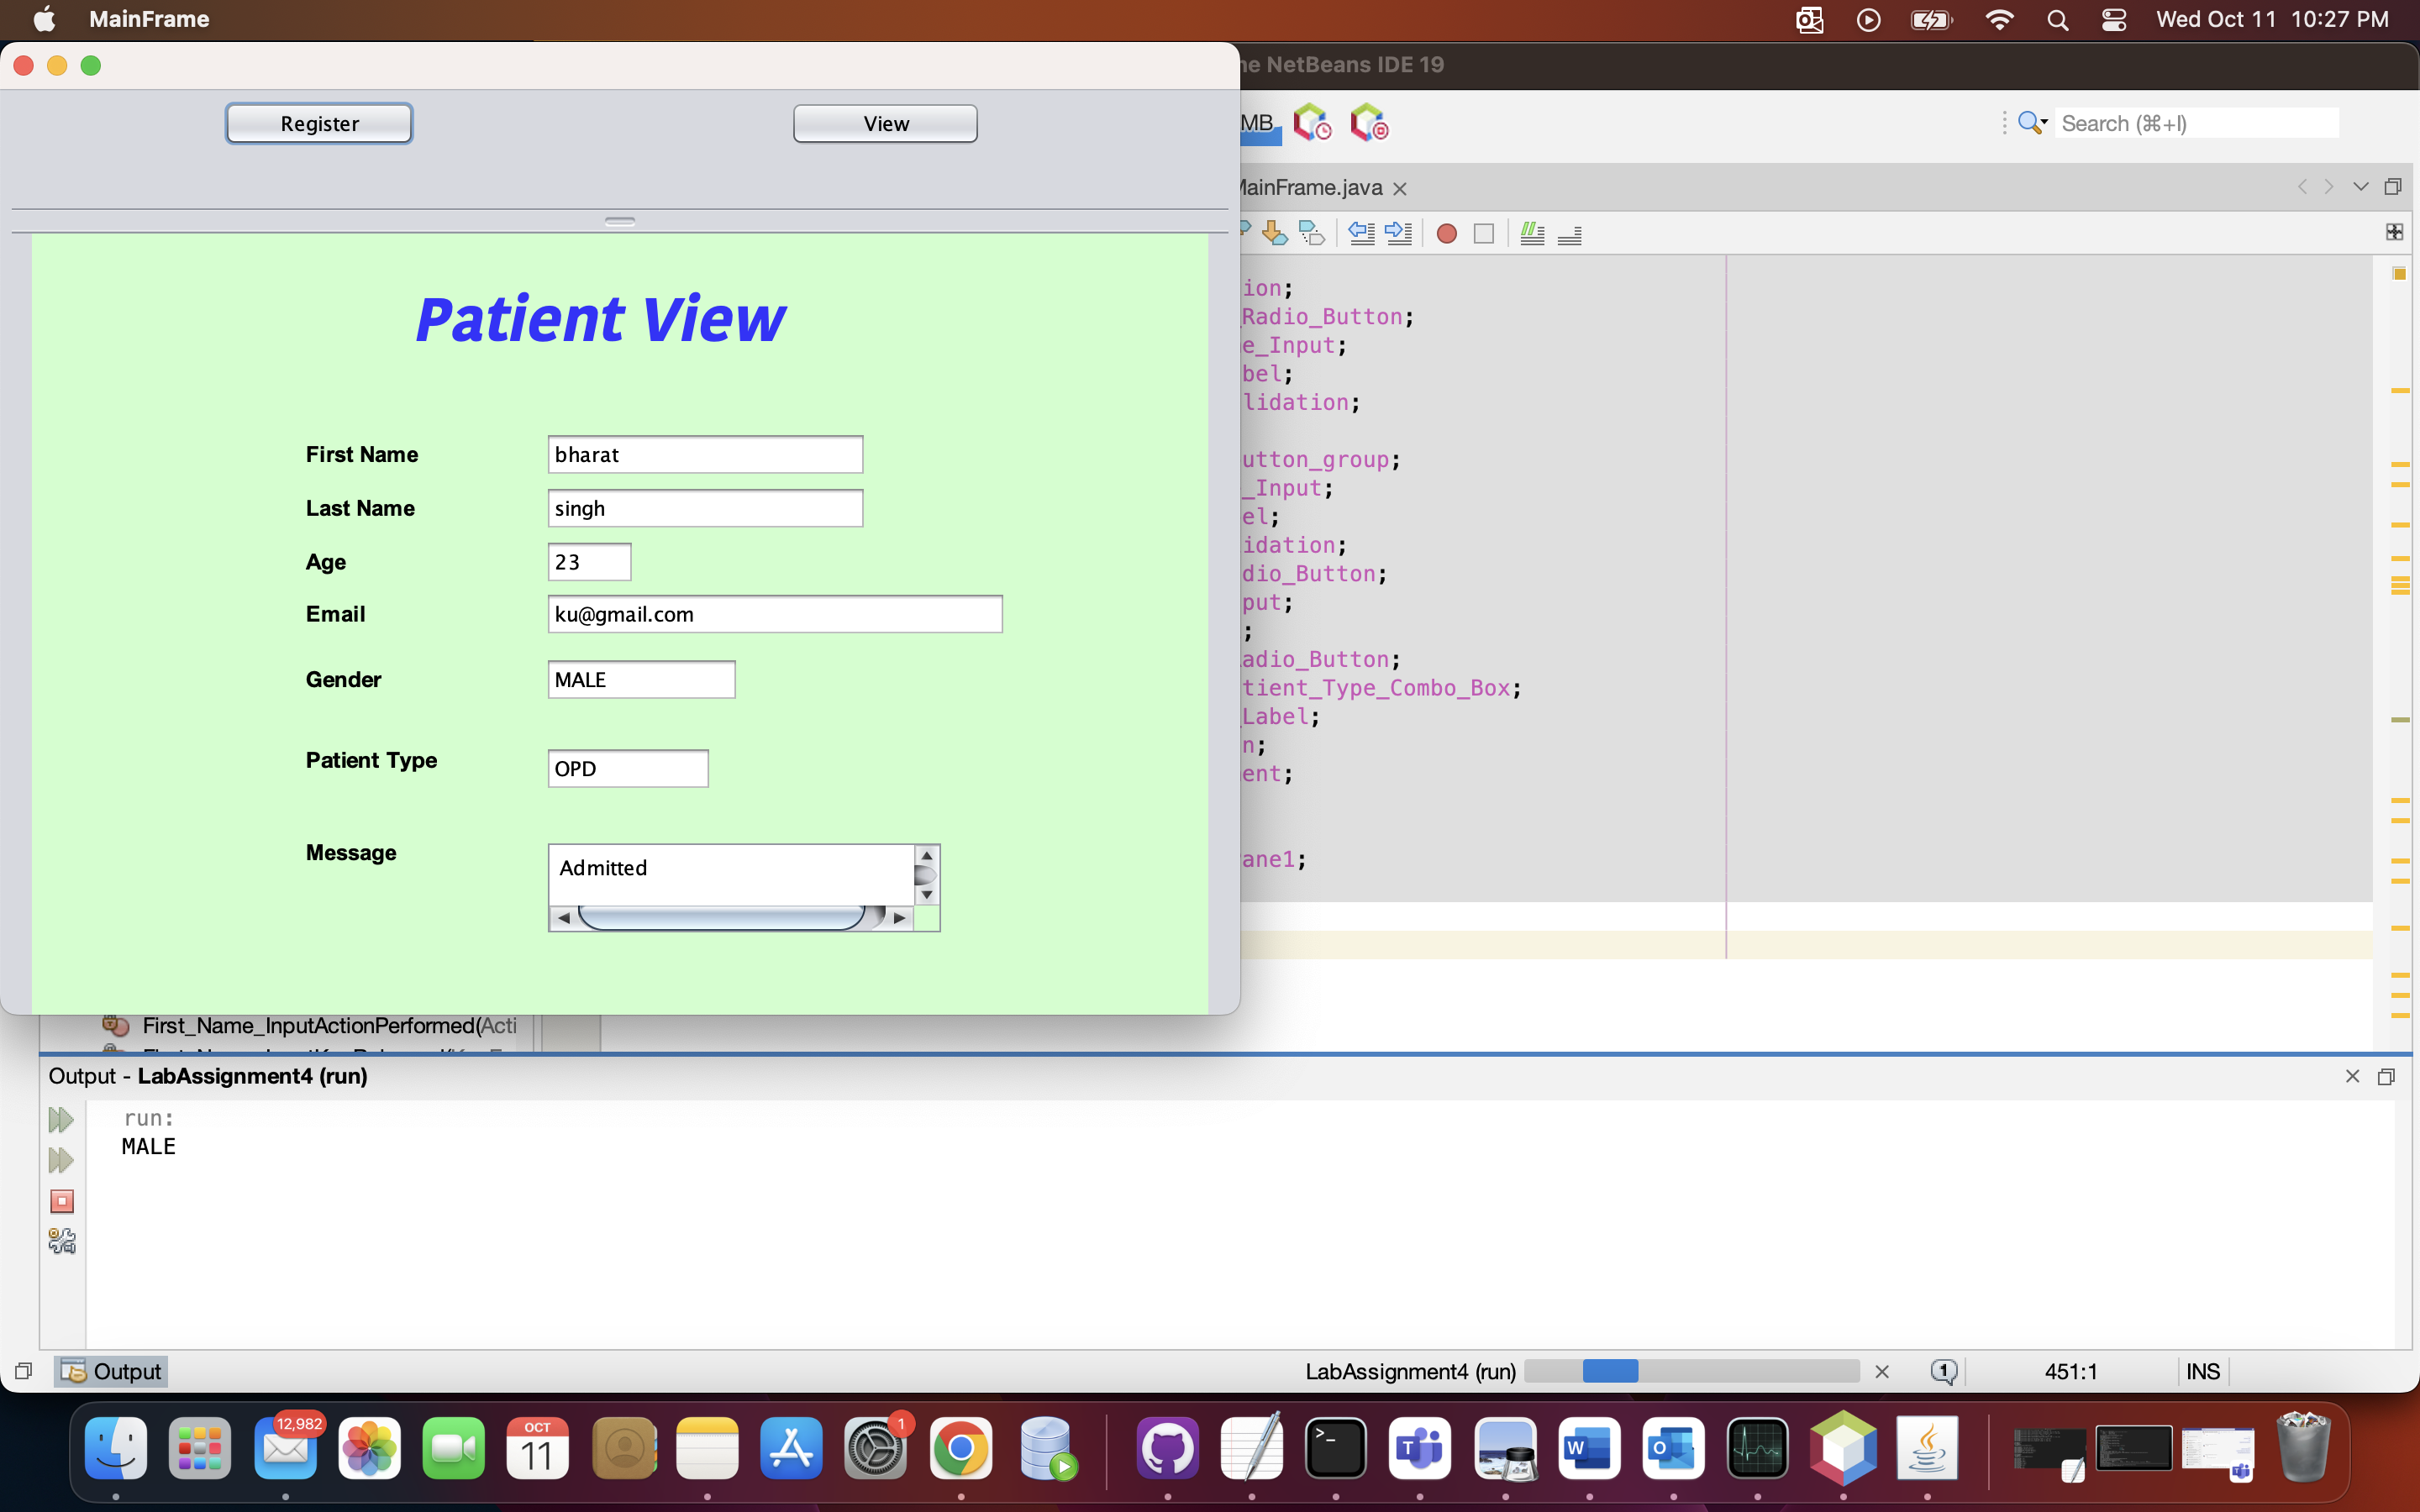 MainFrame
Wed Oct 11 10:27 PM
NetBeans IDE 19
Register
View
MB
Search (⌘+I)
MainFrame.java
Patient View
First Name bharat
Last Name singh
Age 23
Email ku@gmail.com
Gender MALE
Patient Type OPD
Message Admitted
ion;
_Radio_Button;
e_Input;
bel;
lidation;
utton_group;
_Input;
el;
idation;
dio_Button;
put;
;
adio_Button;
tient_Type_Combo_Box;
_Label;
n;
ent;
ane1;
First_Name_InputActionPerformed(Acti
Output - LabAssignment4 (run)
run:
MALE
Output
LabAssignment4 (run)
1
451:1
INS
12,982
OCT
11
1
>_
T
W
O